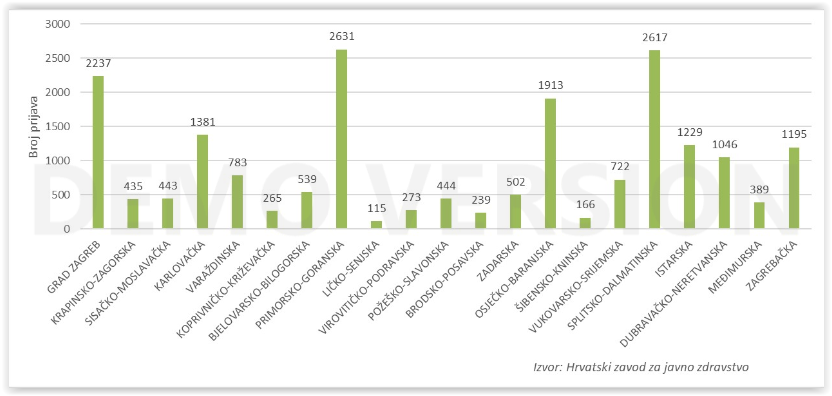 3000
2500
2000
1500
1000
500
0
Broj prijava
2237
435
443
1381
783
265
539
2631
115
273
444
239
502
1913
166
722
2617
1229
1046
389
1195
GRAD ZAGREB
KRAPINSKO-ZAGORSKA
SISAČKO-MOSLAVAČKA
KARLOVAČKA
VARAŽDINSKA
KOPRIVNIČKO-KRIŽEVAČKA
BJELOVARSKO-BILOGORSKA
PRIMORSKO-GORANSKA
LIČKO-SENJSKA
VIROVITIČKO-PODRAVSKA
POŽEŠKO-SLAVONSKA
BRODSKO-POSAVSKA
ZADARSKA
OSJEČKO-BARANJSKA
ŠIBENSKO-KNINSKA
VUKOVARSKO-SRIJEMSKA
SPLITSKO-DALMATINSKA
ISTARSKA
DUBRAVAČKO-NERETVANSKA
MEĐIMURSKA
ZAGREBAČKA
DEMO VERSION
Izvor: Hrvatski zavod za javno zdravstvo